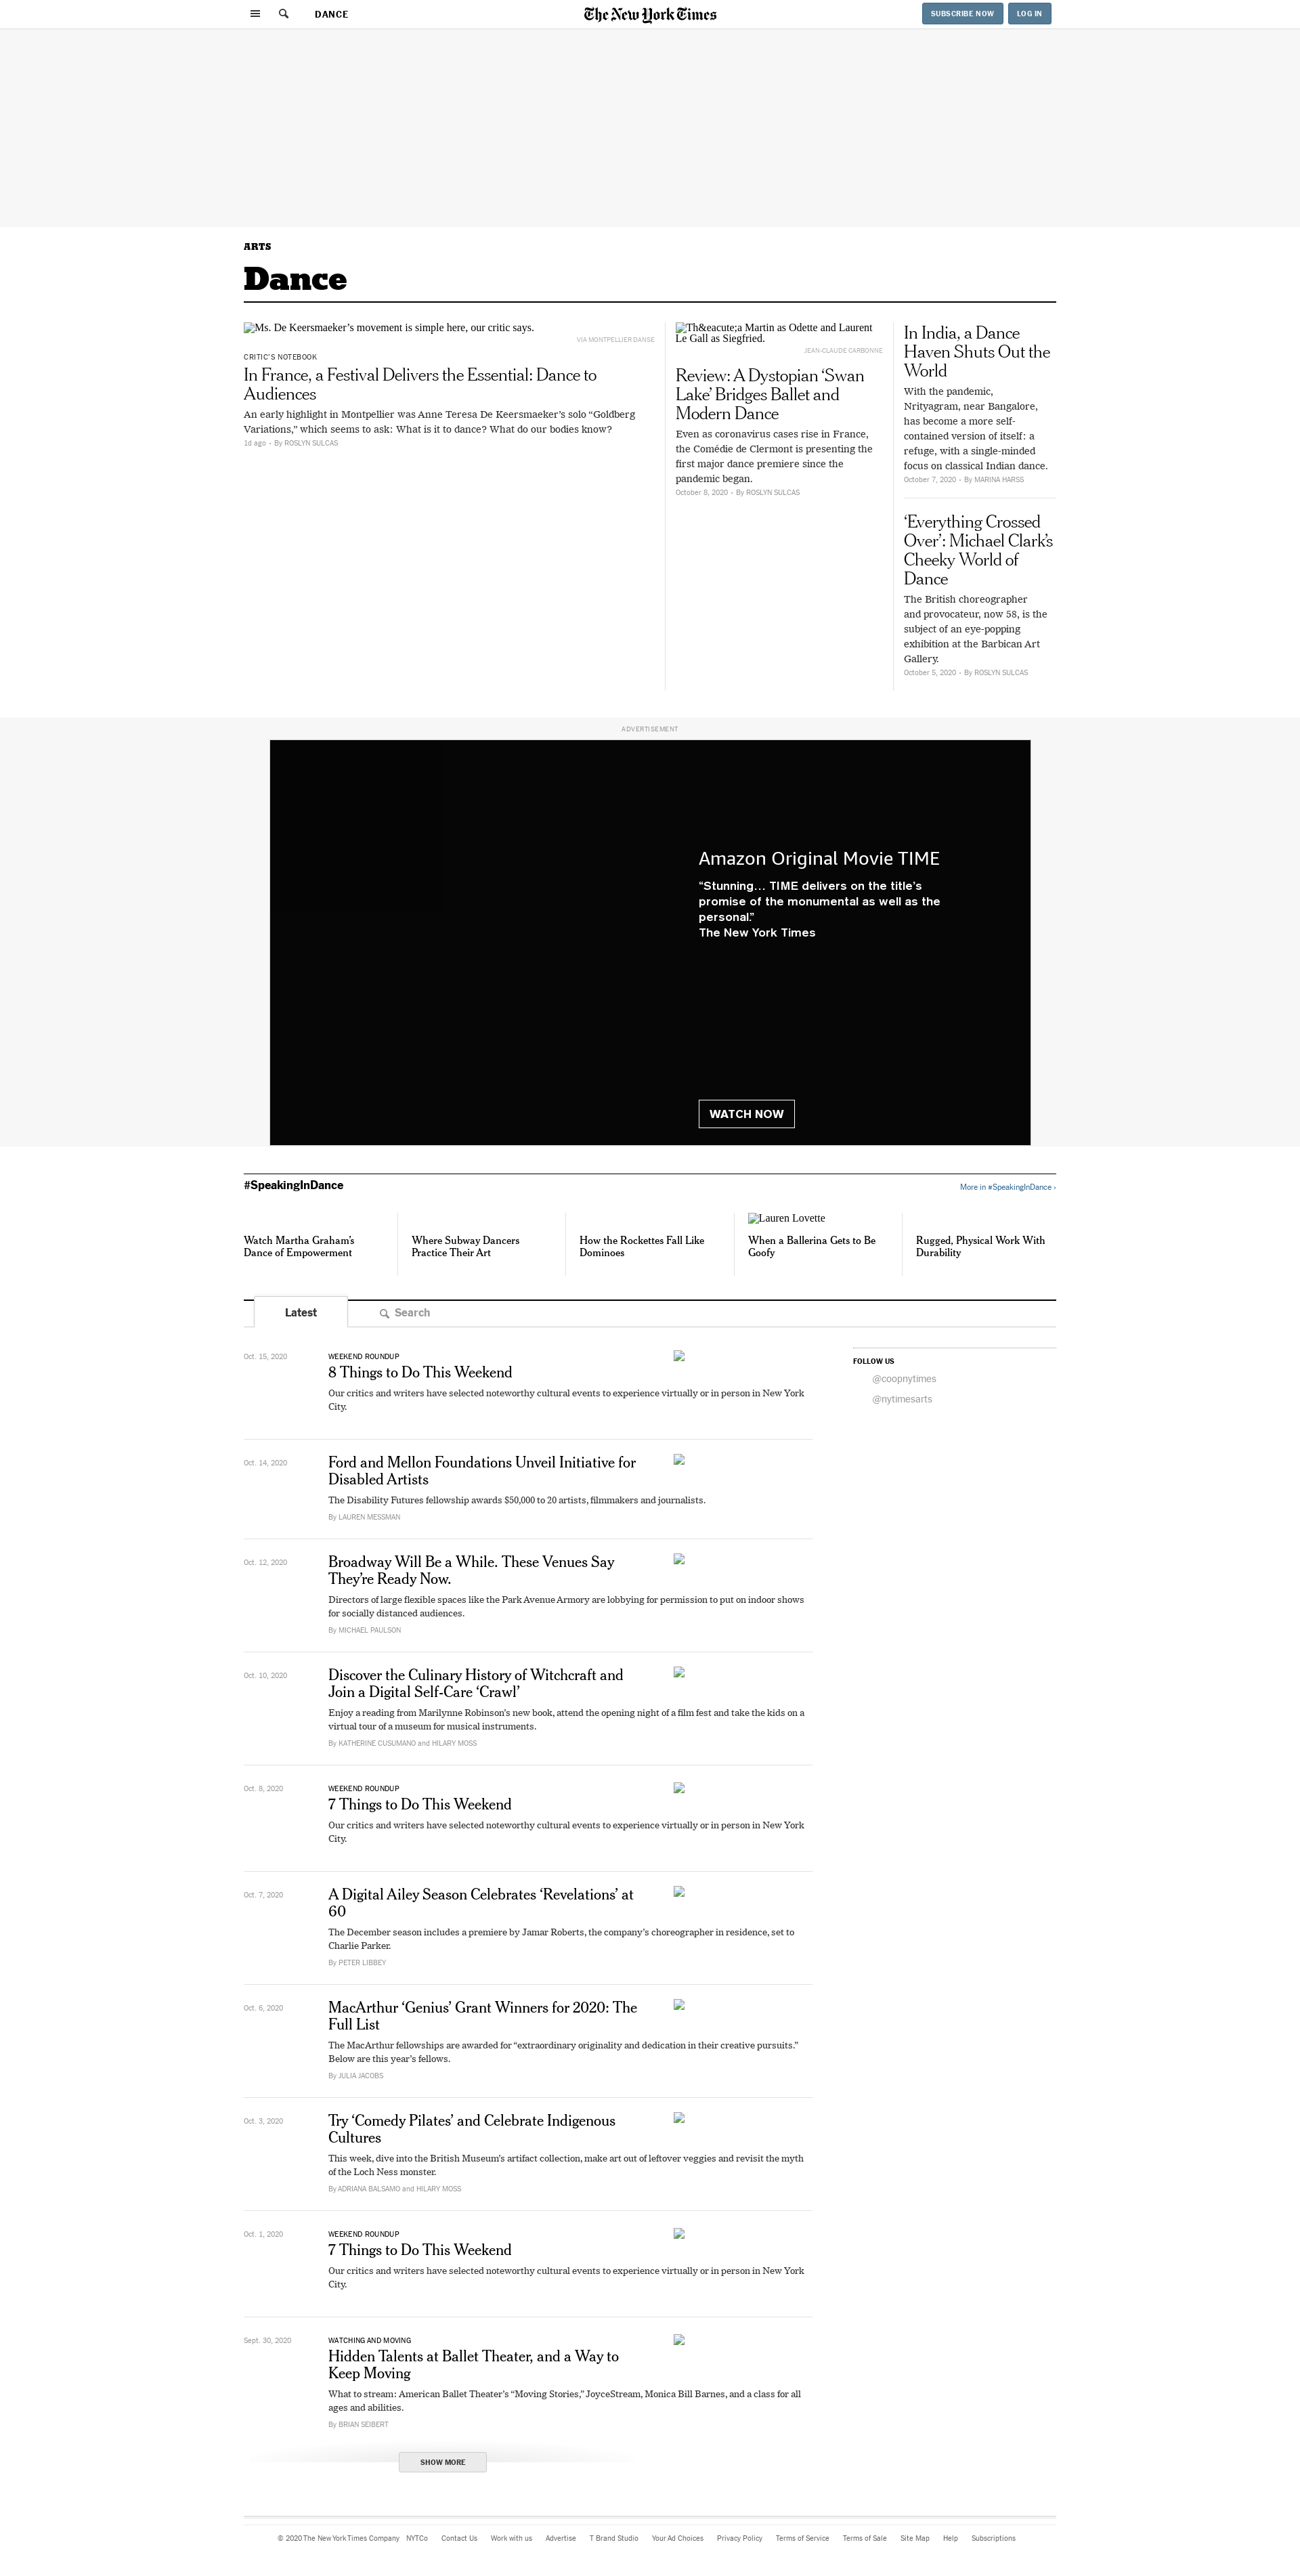 DANCE
The New York Times
SUBSCRIBE NOW
LOG IN
ARTS
Dance
Ms. De Keersmaeker’s movement is simple here, our critic says.
VIA MONTPELLIER DANSE
CRITIC’S NOTEBOOK
In France, a Festival Delivers the Essential: Dance to
Audiences
An early highlight in Montpellier was Anne Teresa De Keersmaeker’s solo “Goldberg
Variations,” which seems to ask: What is it to dance? What do our bodies know?
1d ago • By ROSLYN SULCAS
Th&eacute;a Martin as Odette and Laurent
Le Gall as Siegfried.
JEAN-CLAUDE CARBONNE
Review: A Dystopian ‘Swan
Lake’ Bridges Ballet and
Modern Dance
Even as coronavirus cases rise in France,
the Comédie de Clermont is presenting the
first major dance premiere since the
pandemic began.
October 8, 2020 • By ROSLYN SULCAS
In India, a Dance
Haven Shuts Out the
World
With the pandemic,
Nrityagram, near Bangalore,
has become a more self-
contained version of itself: a
refuge, with a single-minded
focus on classical Indian dance.
October 7, 2020 • By MARINA HARSS
‘Everything Crossed
Over’: Michael Clark’s
Cheeky World of
Dance
The British choreographer
and provocateur, now 58, is the
subject of an eye-popping
exhibition at the Barbican Art
Gallery.
October 5, 2020 • By ROSLYN SULCAS
ADVERTISEMENT
Amazon Original Movie TIME
“Stunning… TIME delivers on the title’s
promise of the monumental as well as the
personal.”
The New York Times
WATCH NOW
#SpeakingInDance
More in #SpeakingInDance ›
Watch Martha Graham’s
Dance of Empowerment
Where Subway Dancers
Practice Their Art
How the Rockettes Fall Like
Dominoes
Lauren Lovette
When a Ballerina Gets to Be
Goofy
Rugged, Physical Work With
Durability
Latest
Search
Oct. 15, 2020
WEEKEND ROUNDUP
8 Things to Do This Weekend
Our critics and writers have selected noteworthy cultural events to experience virtually or in person in New York
City.
FOLLOW US
@coopnytimes
@nytimesarts
Oct. 14, 2020
Ford and Mellon Foundations Unveil Initiative for
Disabled Artists
The Disability Futures fellowship awards $50,000 to 20 artists, filmmakers and journalists.
By LAUREN MESSMAN
Oct. 12, 2020
Broadway Will Be a While. These Venues Say
They’re Ready Now.
Directors of large flexible spaces like the Park Avenue Armory are lobbying for permission to put on indoor shows
for socially distanced audiences.
By MICHAEL PAULSON
Oct. 10, 2020
Discover the Culinary History of Witchcraft and
Join a Digital Self-Care ‘Crawl’
Enjoy a reading from Marilynne Robinson’s new book, attend the opening night of a film fest and take the kids on a
virtual tour of a museum for musical instruments.
By KATHERINE CUSUMANO and HILARY MOSS
Oct. 8, 2020
WEEKEND ROUNDUP
7 Things to Do This Weekend
Our critics and writers have selected noteworthy cultural events to experience virtually or in person in New York
City.
Oct. 7, 2020
A Digital Ailey Season Celebrates ‘Revelations’ at
60
The December season includes a premiere by Jamar Roberts, the company’s choreographer in residence, set to
Charlie Parker.
By PETER LIBBEY
Oct. 6, 2020
MacArthur ‘Genius’ Grant Winners for 2020: The
Full List
The MacArthur fellowships are awarded for “extraordinary originality and dedication in their creative pursuits.”
Below are this year’s fellows.
By JULIA JACOBS
Oct. 3, 2020
Try ‘Comedy Pilates’ and Celebrate Indigenous
Cultures
This week, dive into the British Museum’s artifact collection, make art out of leftover veggies and revisit the myth
of the Loch Ness monster.
By ADRIANA BALSAMO and HILARY MOSS
Oct. 1, 2020
WEEKEND ROUNDUP
7 Things to Do This Weekend
Our critics and writers have selected noteworthy cultural events to experience virtually or in person in New York
City.
Sept. 30, 2020
WATCHING AND MOVING
Hidden Talents at Ballet Theater, and a Way to
Keep Moving
What to stream: American Ballet Theater’s “Moving Stories,” JoyceStream, Monica Bill Barnes, and a class for all
ages and abilities.
By BRIAN SEIBERT
SHOW MORE
© 2020 The New York Times Company NYTCo Contact Us Work with us Advertise T Brand Studio Your Ad Choices Privacy Policy Terms of Service Terms of Sale Site Map Help Subscriptions